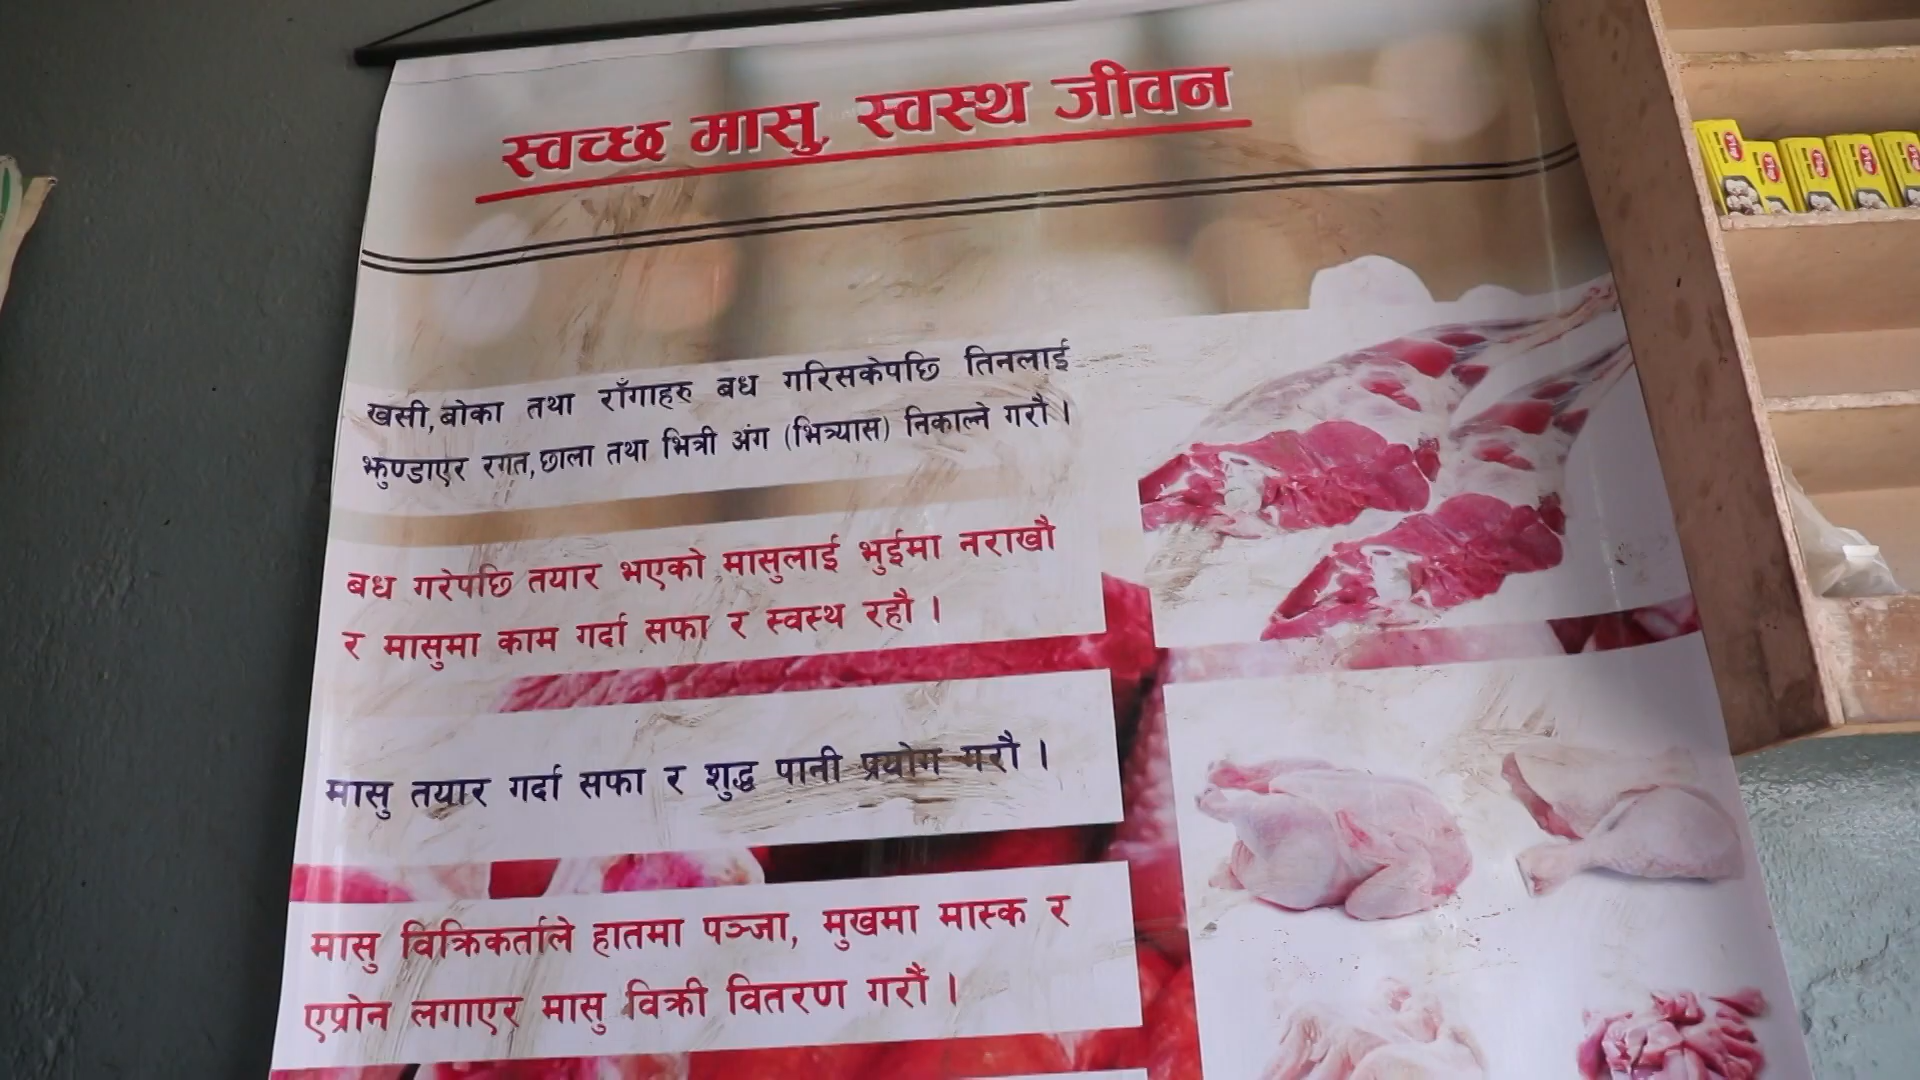 स्वच्छ मासु, स्वस्थ जीवन
खसी,बोका तथा राँगाहरु बध गरिसकेपछि तिनलाई
झुण्डाएर रगत,छाला तथा भित्री अंग (भित्र्यास) निकाल्ने गरौ ।
बध गरेपछि तयार भएको मासुलाई भुईमा नराखौ
र मासुमा काम गर्दा सफा र स्वस्थ रहौ ।
मासु तयार गर्दा सफा र शुद्ध पानी प्रयोग गरौ ।
मासु विक्रिकर्ताले हातमा पञ्जा, मुखमा मास्क र
एप्रोन लगाएर मासु विक्री वितरण गरौं ।